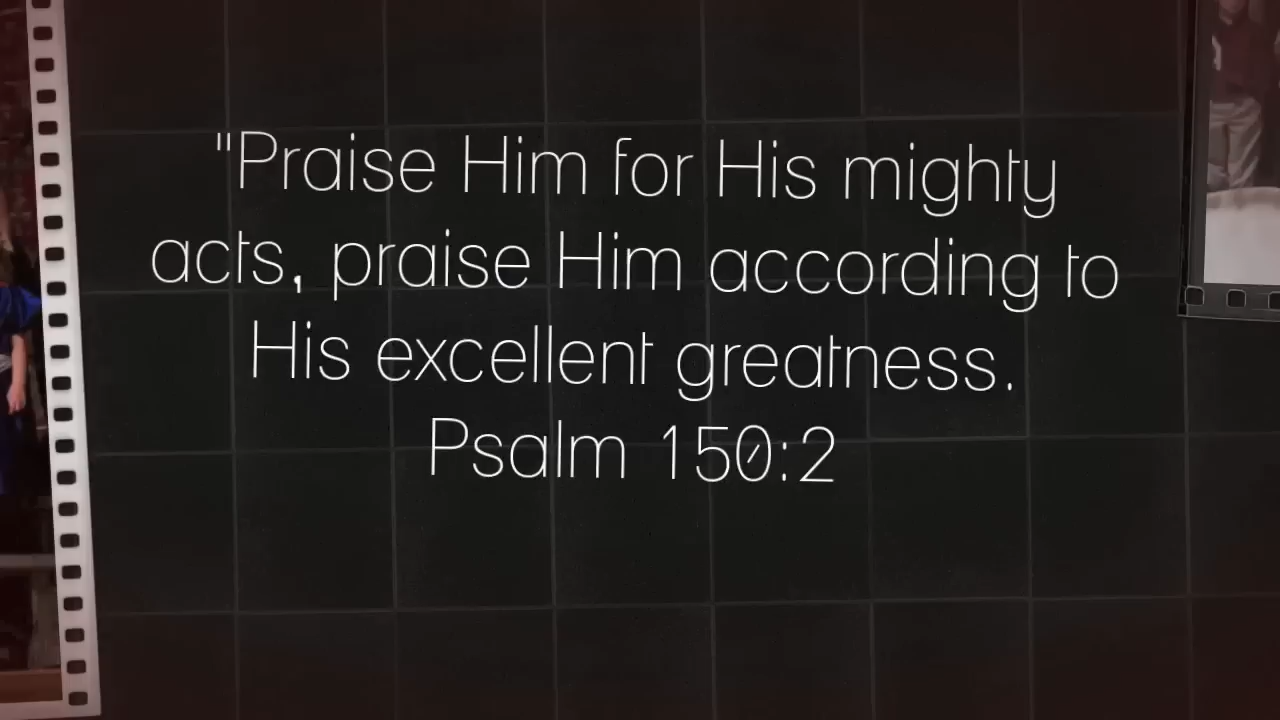 "Praise Him for His mighty
acts, praise Him according to
His excellent greatness.
Psalm 150:2